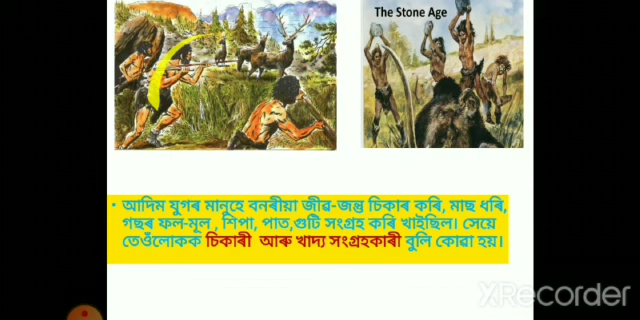 The Stone Age
• আদিম যুগৰ মানুহে বনৰীয়া জীৱ-জন্তু চিকাৰ কৰি, মাছ ধৰি,
গছৰ ফল-মূল , শিপা, পাত,গুটি সংগ্ৰহ কৰি খাইছিল। সেয়ে
তেওঁলোকক চিকাৰী আৰু খাদ্য সংগ্ৰহকাৰী বুলি কোৱা হয়।
XRecorder